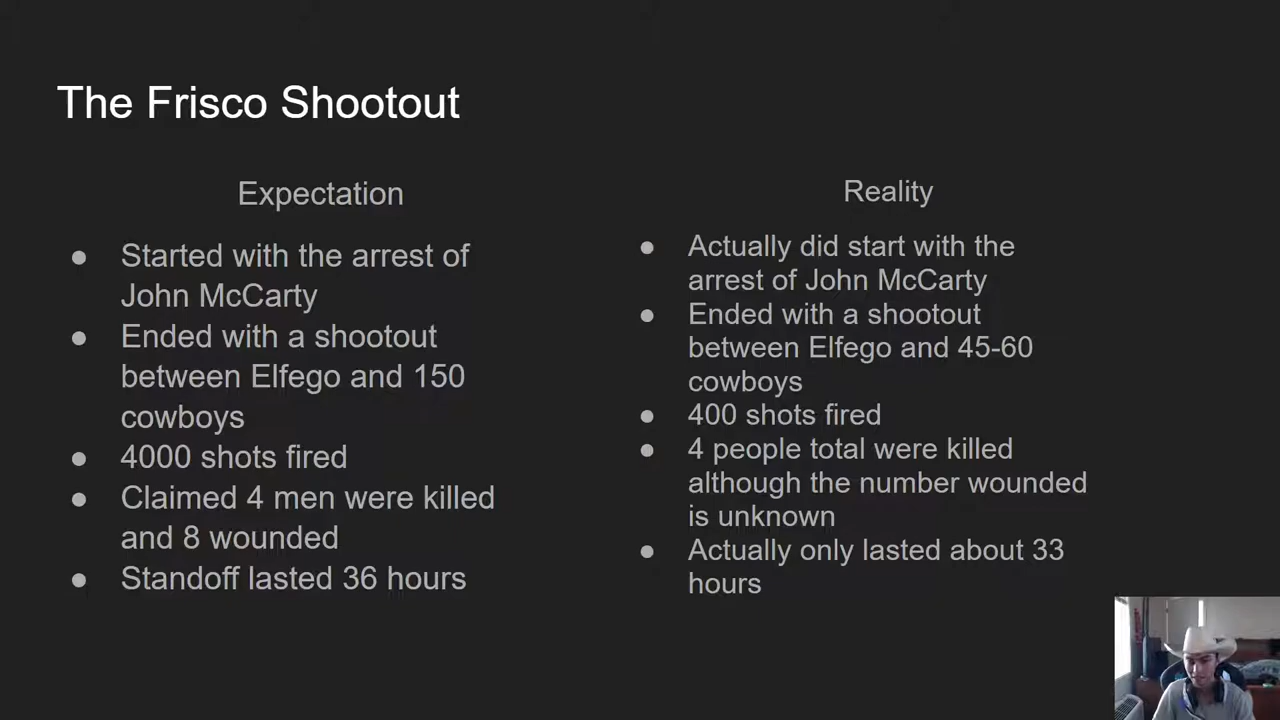 The Frisco Shootout
Expectation
● Started with the arrest of
John McCarty
● Ended with a shootout
between Elfego and 150
cowboys
● 4000 shots fired
● Claimed 4 men were killed
and 8 wounded
● Standoff lasted 36 hours
Reality
● Actually did start with the
arrest of John McCarty
● Ended with a shootout
between Elfego and 45-60
cowboys
● 400 shots fired
● 4 people total were killed
although the number wounded
is unknown
● Actually only lasted about 33
hours